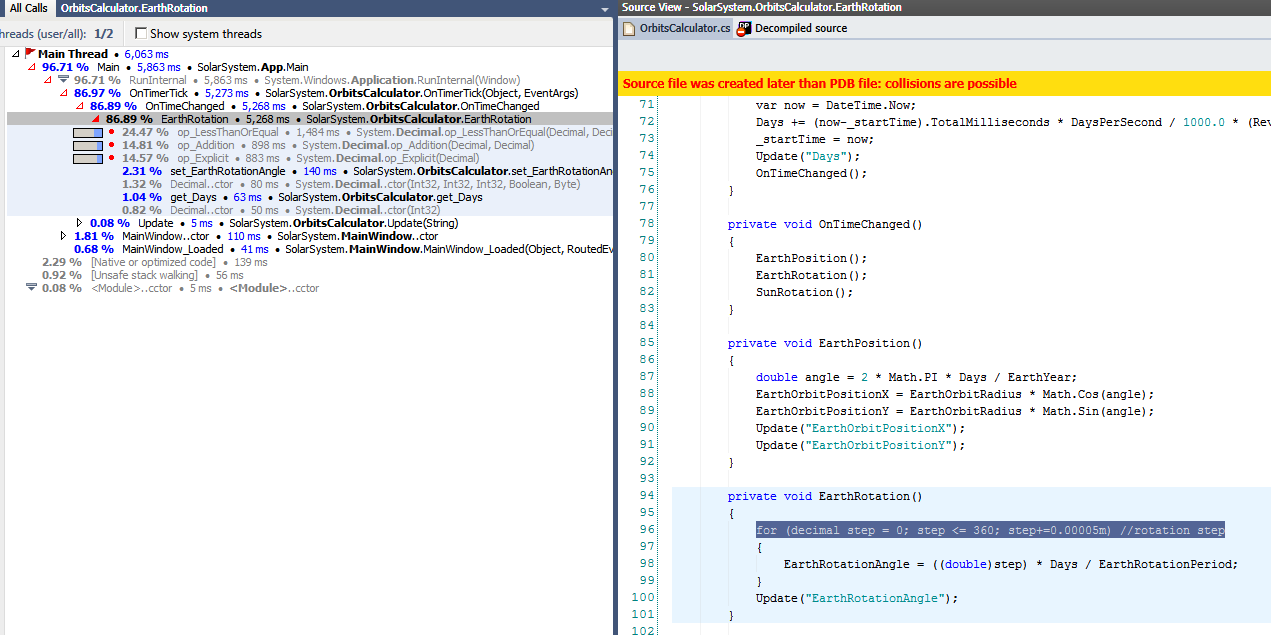 All Calls OrbitsCalculator.EarthRotation
hreads (user/all): 1/2 Show system threads
Main Thread • 6,063 ms
96.71 % Main • 5,863 ms • SolarSystem.App.Main
96.71 % RunInternal • 5,863 ms • System.Windows.Application.RunInternal(Window)
86.97 % OnTimerTick • 5,273 ms • SolarSystem.OrbitsCalculator.OnTimerTick(Object, EventArgs)
86.89 % OnTimeChanged • 5,268 ms • SolarSystem.OrbitsCalculator.OnTimeChanged
86.89 % EarthRotation • 5,268 ms • SolarSystem.OrbitsCalculator.EarthRotation
24.47 % op_LessThanOrEqual • 1,484 ms • System.Decimal.op_LessThanOrEqual(Decimal, Deci
14.81 % op_Addition • 898 ms • System.Decimal.op_Addition(Decimal, Decimal)
14.57 % op_Explicit • 883 ms • System.Decimal.op_Explicit(Decimal)
2.31 % set_EarthRotationAngle • 140 ms • SolarSystem.OrbitsCalculator.set_EarthRotationAn
1.32 % Decimal..ctor • 80 ms • System.Decimal..ctor(Int32, Int32, Int32, Boolean, Byte)
1.04 % get_Days • 63 ms • SolarSystem.OrbitsCalculator.get_Days
0.82 % Decimal..ctor • 50 ms • System.Decimal..ctor(Int32)
0.08 % Update • 5 ms • SolarSystem.OrbitsCalculator.Update(String)
1.81 % MainWindow..ctor • 110 ms • SolarSystem.MainWindow..ctor
0.68 % MainWindow_Loaded • 41 ms • SolarSystem.MainWindow.MainWindow_Loaded(Object, RoutedEv
2.29 % [Native or optimized code] • 139 ms
0.92 % [Unsafe stack walking] • 56 ms
0.08 % <Module>..cctor • 5 ms • <Module>..cctor
Source View - SolarSystem.OrbitsCalculator.EarthRotation
OrbitsCalculator.cs DP Decompiled source
Source file was created later than PDB file: collisions are possible
71 var now = DateTime.Now;
72 Days += (now-_startTime).TotalMilliseconds * DaysPerSecond / 1000.0 * (Rev
73 _startTime = now;
74 Update("Days");
75 OnTimeChanged();
76 }
77
78 private void OnTimeChanged()
79 {
80 EarthPosition();
81 EarthRotation();
82 SunRotation();
83 }
84
85 private void EarthPosition()
86 {
87 double angle = 2 * Math.PI * Days / EarthYear;
88 EarthOrbitPositionX = EarthOrbitRadius * Math.Cos(angle);
89 EarthOrbitPositionY = EarthOrbitRadius * Math.Sin(angle);
90 Update("EarthOrbitPositionX");
91 Update("EarthOrbitPositionY");
92 }
93
94 private void EarthRotation()
95 {
96 for (decimal step = 0; step <= 360; step+=0.00005m) //rotation step
97 {
98 EarthRotationAngle = ((double)step) * Days / EarthRotationPeriod;
99 }
100 Update("EarthRotationAngle");
101 }
102